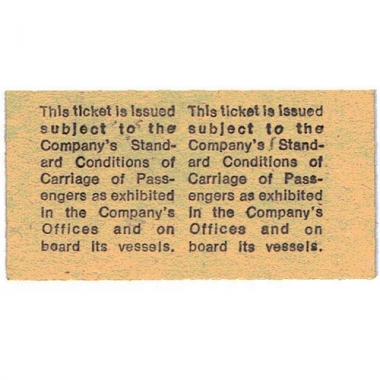 This ticket is issued
subject to the
Company's Stand-
ard Conditions of
Carriage of Pass-
engers as exhibited
in the Company's
Offices and on
board its vessels.
This ticket is issued
subject to the
Company's Stand-
ard Conditions of
Carriage of Pass-
engers as exhibited
in the Company's
Offices and on
board its vessels.